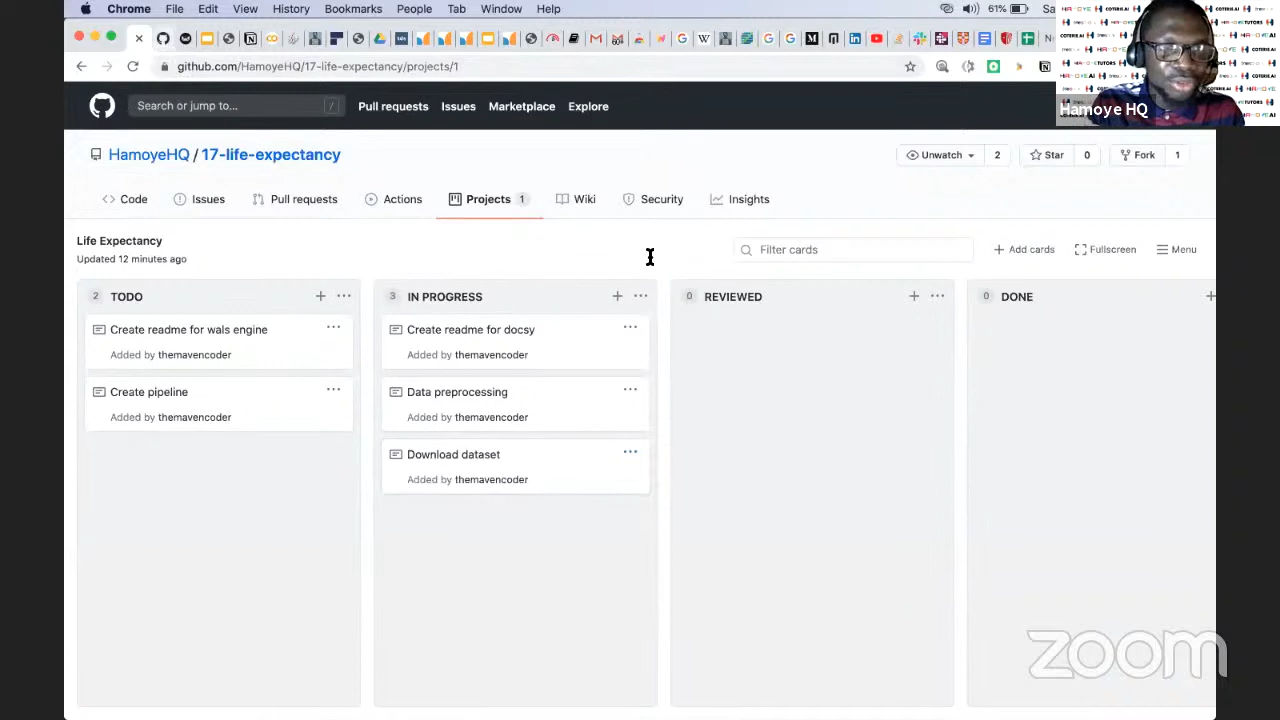 Chrome File Edit View History Bookmarks People Tab Window Help 61%
github.com/HamoyeHQ/17-life-expectancy/projects/1
Hamoye HQ
Search or jump to... / Pull requests Issues Marketplace Explore
HamoyeHQ / 17-life-expectancy
Unwatch 2 Star 0 Fork 1
Code Issues Pull requests Actions Projects 1 Wiki Security Insights
Life Expectancy
Updated 12 minutes ago
Filter cards
+ Add cards Fullscreen Menu
2 TODO + ...
Create readme for wals engine ...
Added by themavencoder
Create pipeline ...
Added by themavencoder
3 IN PROGRESS + ...
Create readme for docsy ...
Added by themavencoder
Data preprocessing ...
Added by themavencoder
Download dataset ...
Added by themavencoder
0 REVIEWED + ...
0 DONE +
zoom